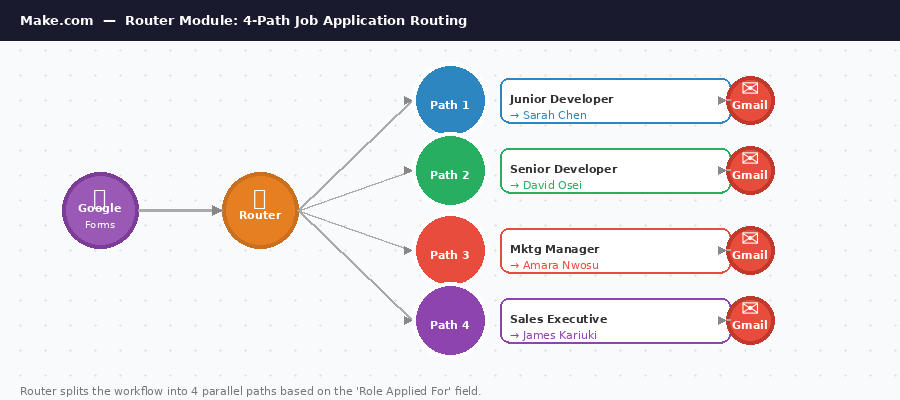 Make.com — Router Module: 4-Path Job Application Routing
Google
Forms
Router
Path 1
Junior Developer
→ Sarah Chen
Gmail
Path 2
Senior Developer
→ David Osei
Gmail
Path 3
Mktg Manager
→ Amara Nwosu
Gmail
Path 4
Sales Executive
→ James Kariuki
Gmail
Router splits the workflow into 4 parallel paths based on the 'Role Applied For' field.